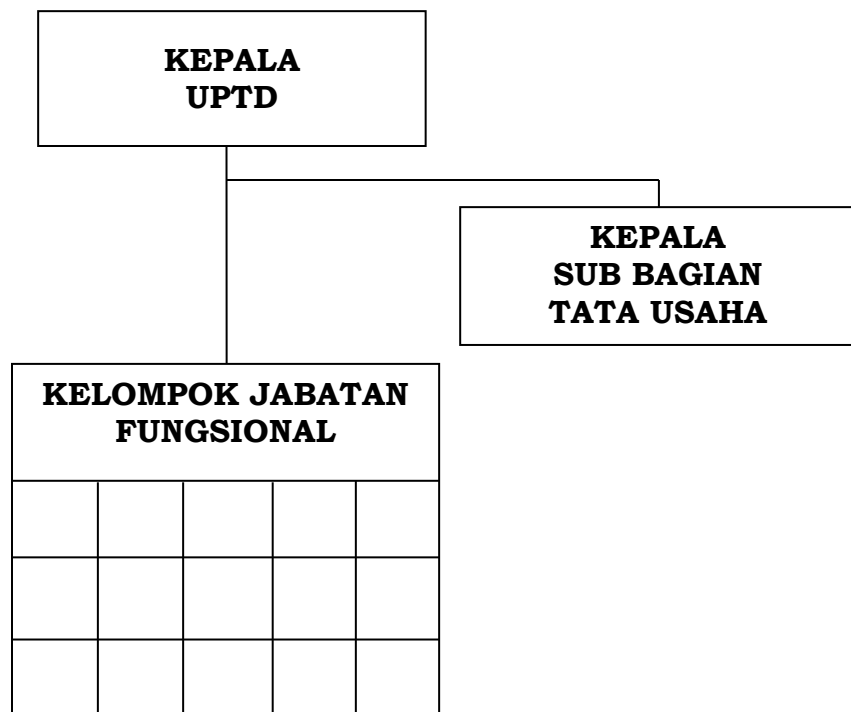 KEPALA
UPTD
KEPALA
SUB BAGIAN
TATA USAHA
KELOMPOK JABATAN
FUNGSIONAL